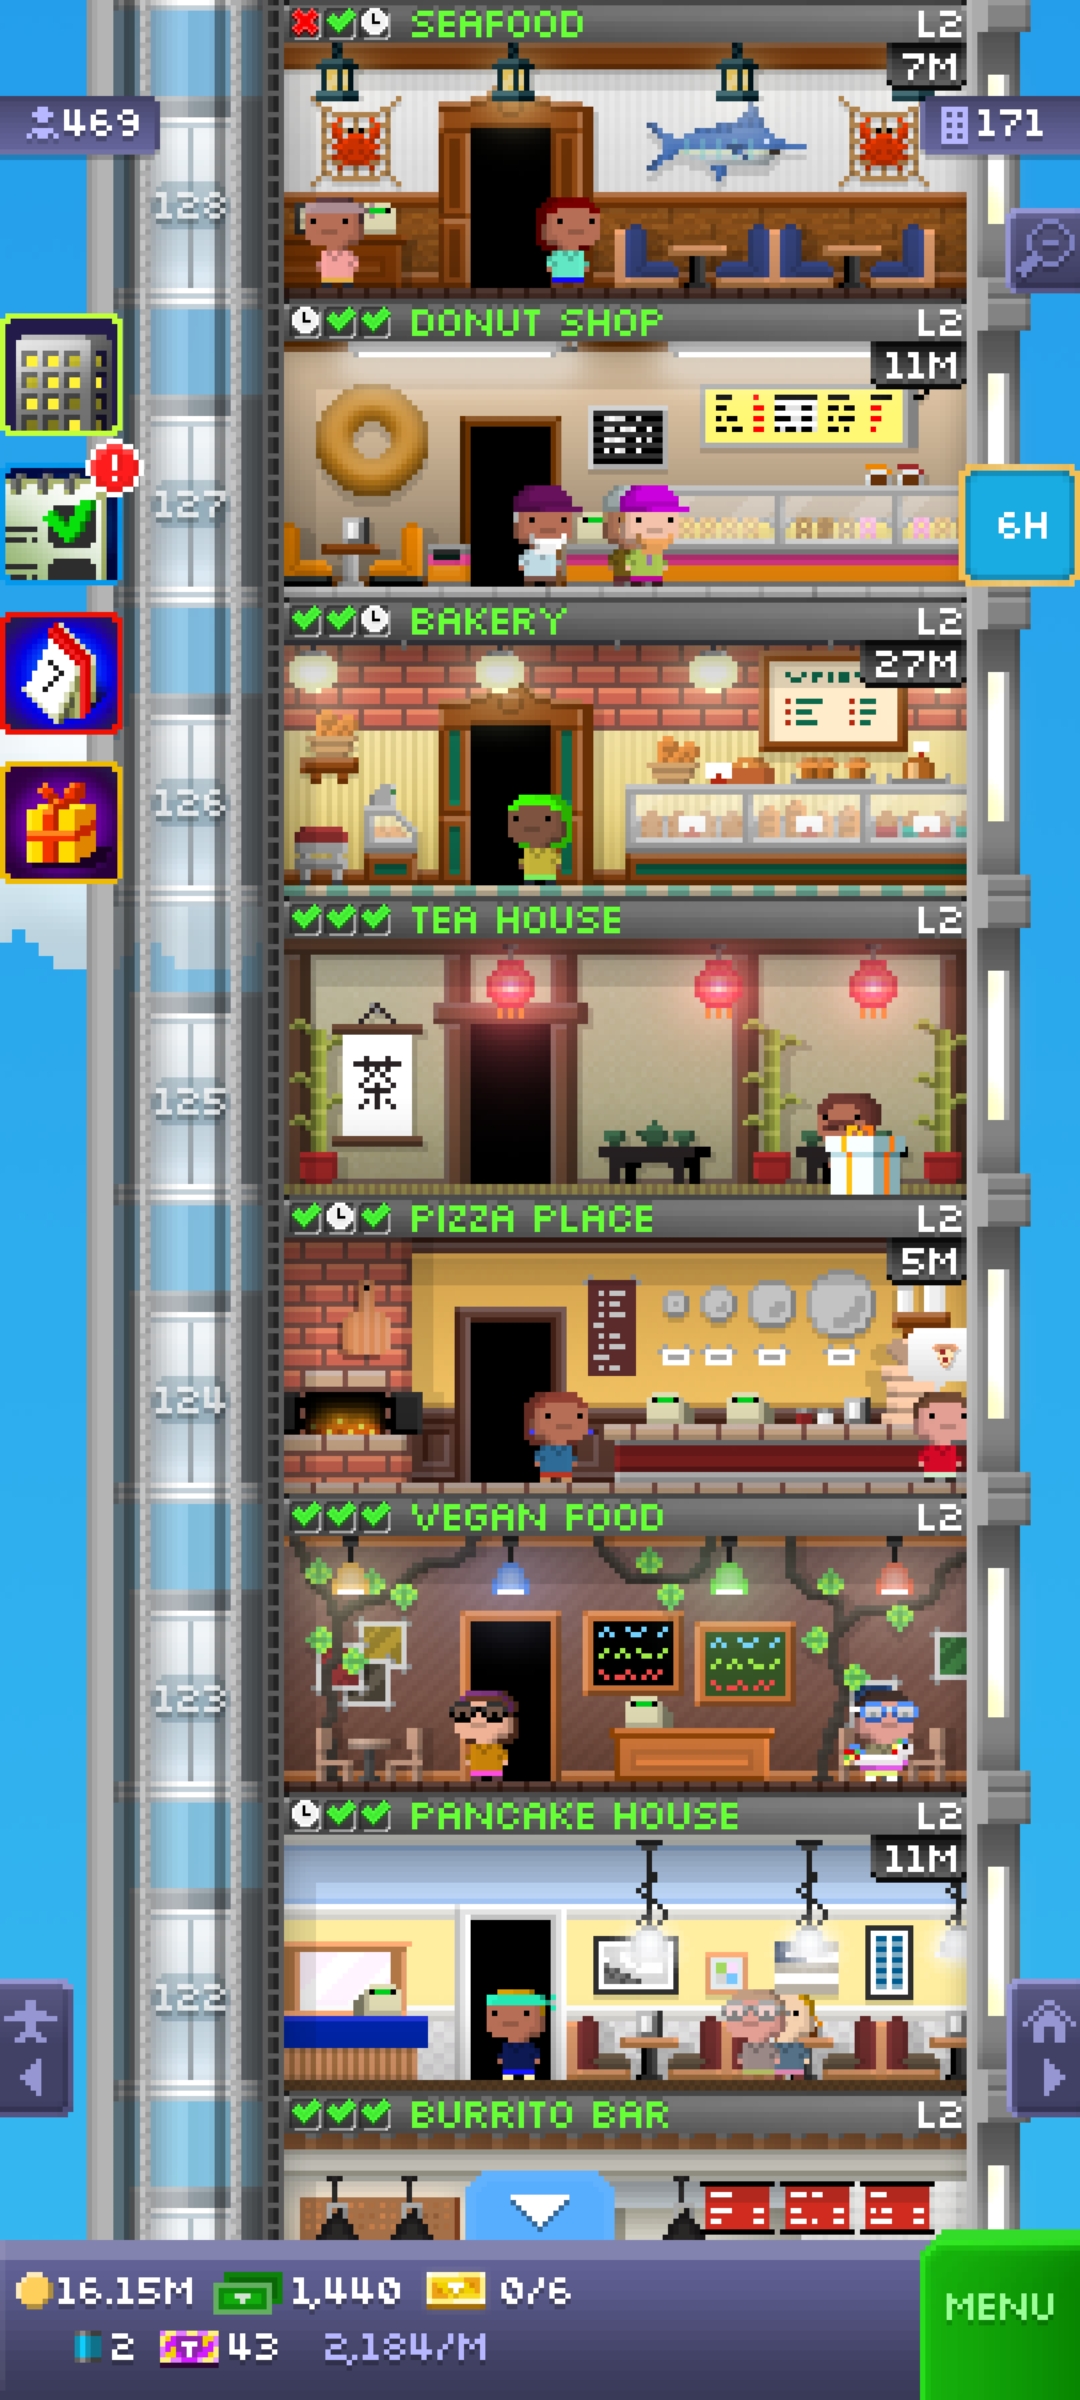 SEAFOOD L2
7M
469
171
128
DONUT SHOP L2
11M
127
6H
BAKERY L2
27M
126
TEA HOUSE L2
茶
125
PIZZA PLACE L2
5M
124
VEGAN FOOD L2
123
PANCAKE HOUSE L2
11M
122
BURRITO BAR L2
16.15M 1,440 0/6
MENU
2 T 43 2,184/M